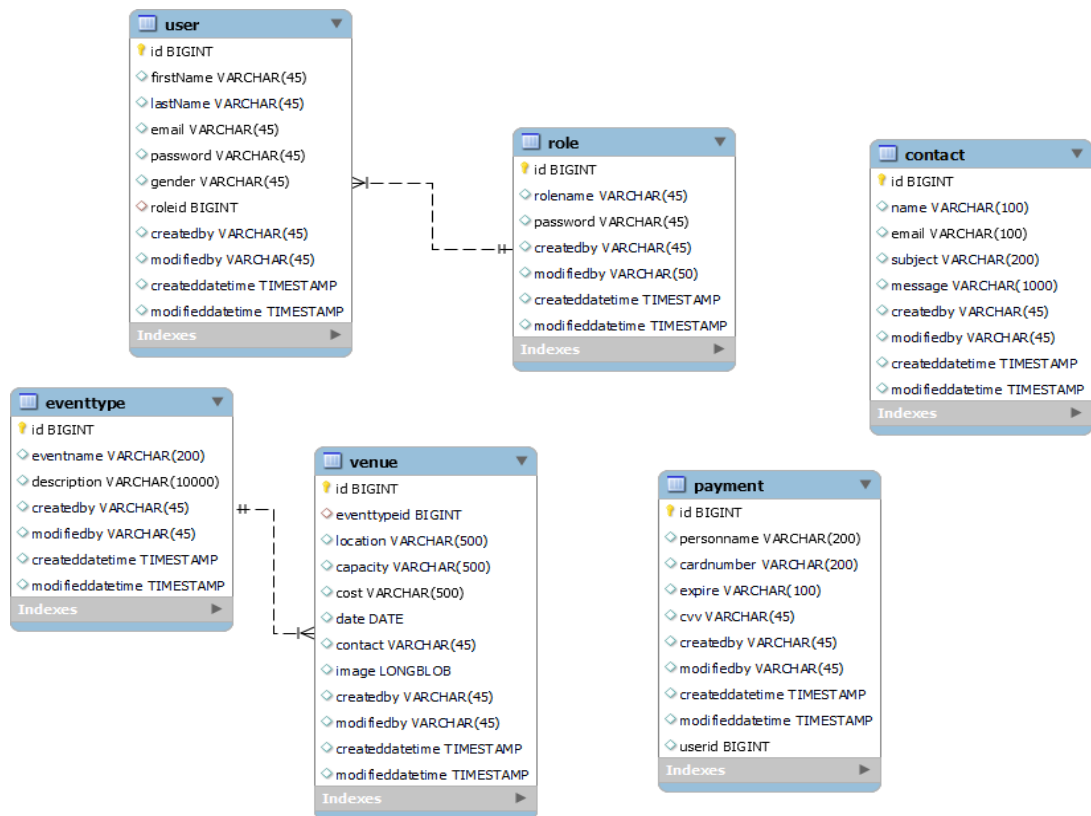 user
id BIGINT
firstName VARCHAR(45)
lastName VARCHAR(45)
email VARCHAR(45)
password VARCHAR(45)
gender VARCHAR(45)
roleid BIGINT
createdby VARCHAR(45)
modifiedby VARCHAR(45)
createddatetime TIMESTAMP
modifieddatetime TIMESTAMP
Indexes
role
id BIGINT
rolename VARCHAR(45)
password VARCHAR(45)
createdby VARCHAR(45)
modifiedby VARCHAR(50)
createddatetime TIMESTAMP
modifieddatetime TIMESTAMP
Indexes
contact
id BIGINT
name VARCHAR(100)
email VARCHAR(100)
subject VARCHAR(200)
message VARCHAR(1000)
createdby VARCHAR(45)
modifiedby VARCHAR(45)
createddatetime TIMESTAMP
modifieddatetime TIMESTAMP
Indexes
eventtype
id BIGINT
eventname VARCHAR(200)
description VARCHAR(10000)
createdby VARCHAR(45)
modifiedby VARCHAR(45)
createddatetime TIMESTAMP
modifieddatetime TIMESTAMP
Indexes
venue
id BIGINT
eventtypeid BIGINT
location VARCHAR(500)
capacity VARCHAR(500)
cost VARCHAR(500)
date DATE
contact VARCHAR(45)
image LONGBLOB
createdby VARCHAR(45)
modifiedby VARCHAR(45)
createddatetime TIMESTAMP
modifieddatetime TIMESTAMP
Indexes
payment
id BIGINT
personname VARCHAR(200)
cardnumber VARCHAR(200)
expire VARCHAR(100)
cvv VARCHAR(45)
createdby VARCHAR(45)
modifiedby VARCHAR(45)
createddatetime TIMESTAMP
modifieddatetime TIMESTAMP
userid BIGINT
Indexes